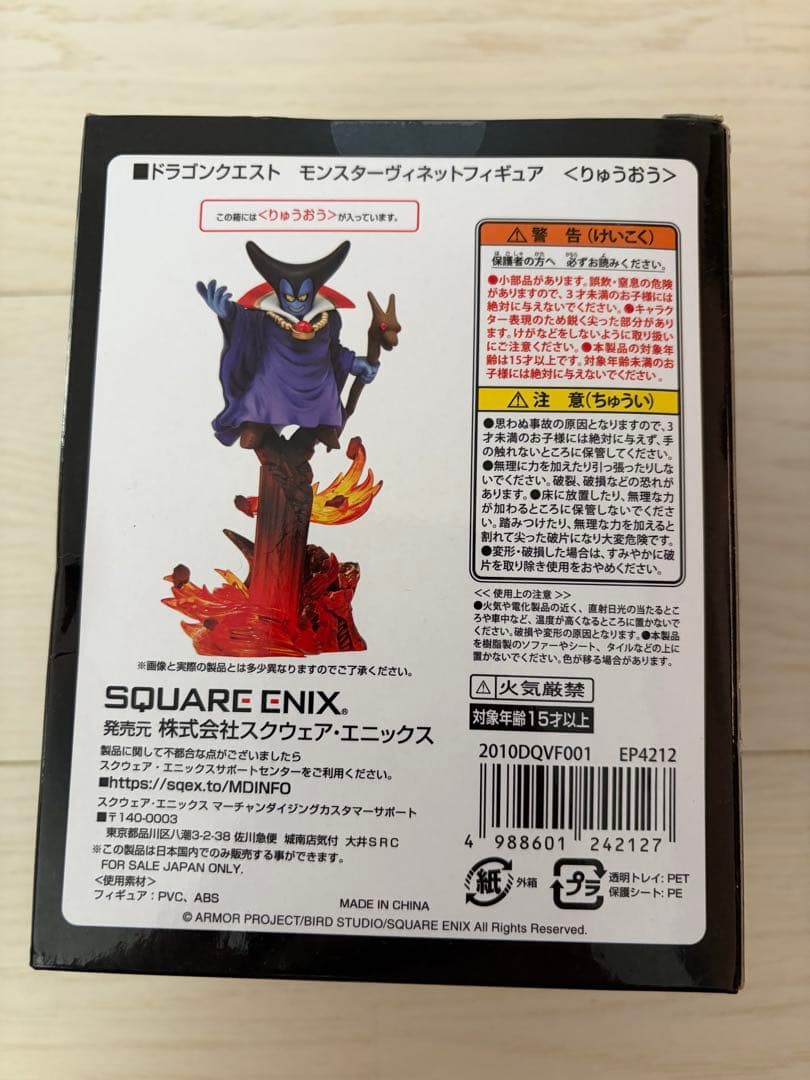 ■ドラゴンクエスト モンスターヴィネットフィギュア <りゅうおう>
この箱には<りゅうおう>が入っています。
※画像と実際の製品とは多少異なりますのでご了承ください。
SQUARE ENIX®
発売元 株式会社スクウェア・エニックス
製品に関して不都合な点がございましたら
スクウェア・エニックスサポートセンターをご利用ください。
■https://sqex.to/MDINFO
スクウェア・エニックス マーチャンダイジングカスタマーサポート
■〒140-0003
東京都品川区八潮3-2-38 佐川急便 城南店気付 大井SRC
※この製品は日本国内でのみ販売する事ができます。
FOR SALE JAPAN ONLY.
<使用素材>
フィギュア:PVC、ABS
MADE IN CHINA
© ARMOR PROJECT/BIRD STUDIO/SQUARE ENIX All Rights Reserved.
⚠警 告(けいこく)
保護者の方へ 必ずお読みください。
●小部品があります。誤飲・窒息の危険
がありますので、3才未満のお子様には
絶対に与えないでください。●キャラク
ター表現のため鋭く尖った部分があり
ます。けがなどをしないように取り扱い
にご注意ください。●本製品の対象年
齢は15才以上です。対象年齢未満のお
子様には絶対に与えないでください。
⚠注 意(ちゅうい)
●思わぬ事故の原因となりますので、3
才未満のお子様には絶対に与えず、手
の触れないところに保管してください。
●無理に力を加えたり引っ張ったりしな
いでください。破裂、破損などの恐れが
あります。●床に放置したり、無理な力
が加わるところに保管しないでください
。踏みつけたり、無理な力を加えると
割れて尖った破片になり大変危険です。
●変形・破損した場合は、すみやかに破
片を取り除き使用をおやめください。
<<使用上の注意>>
●火気や電化製品の近く、直射日光の当たるとこ
ろや車中など、温度が高くなるところに置かないで
ください。破損や変形の原因となります。●本製品
を樹脂製のソファーやシート、タイルなどの上に
置かないでください。色が移る場合があります。
⚠火気厳禁
対象年齢15才以上
2010DQVF001 EP4212
4 988601 242127
紙 外箱 プラ 透明トレイ:PET
保護シート:PE